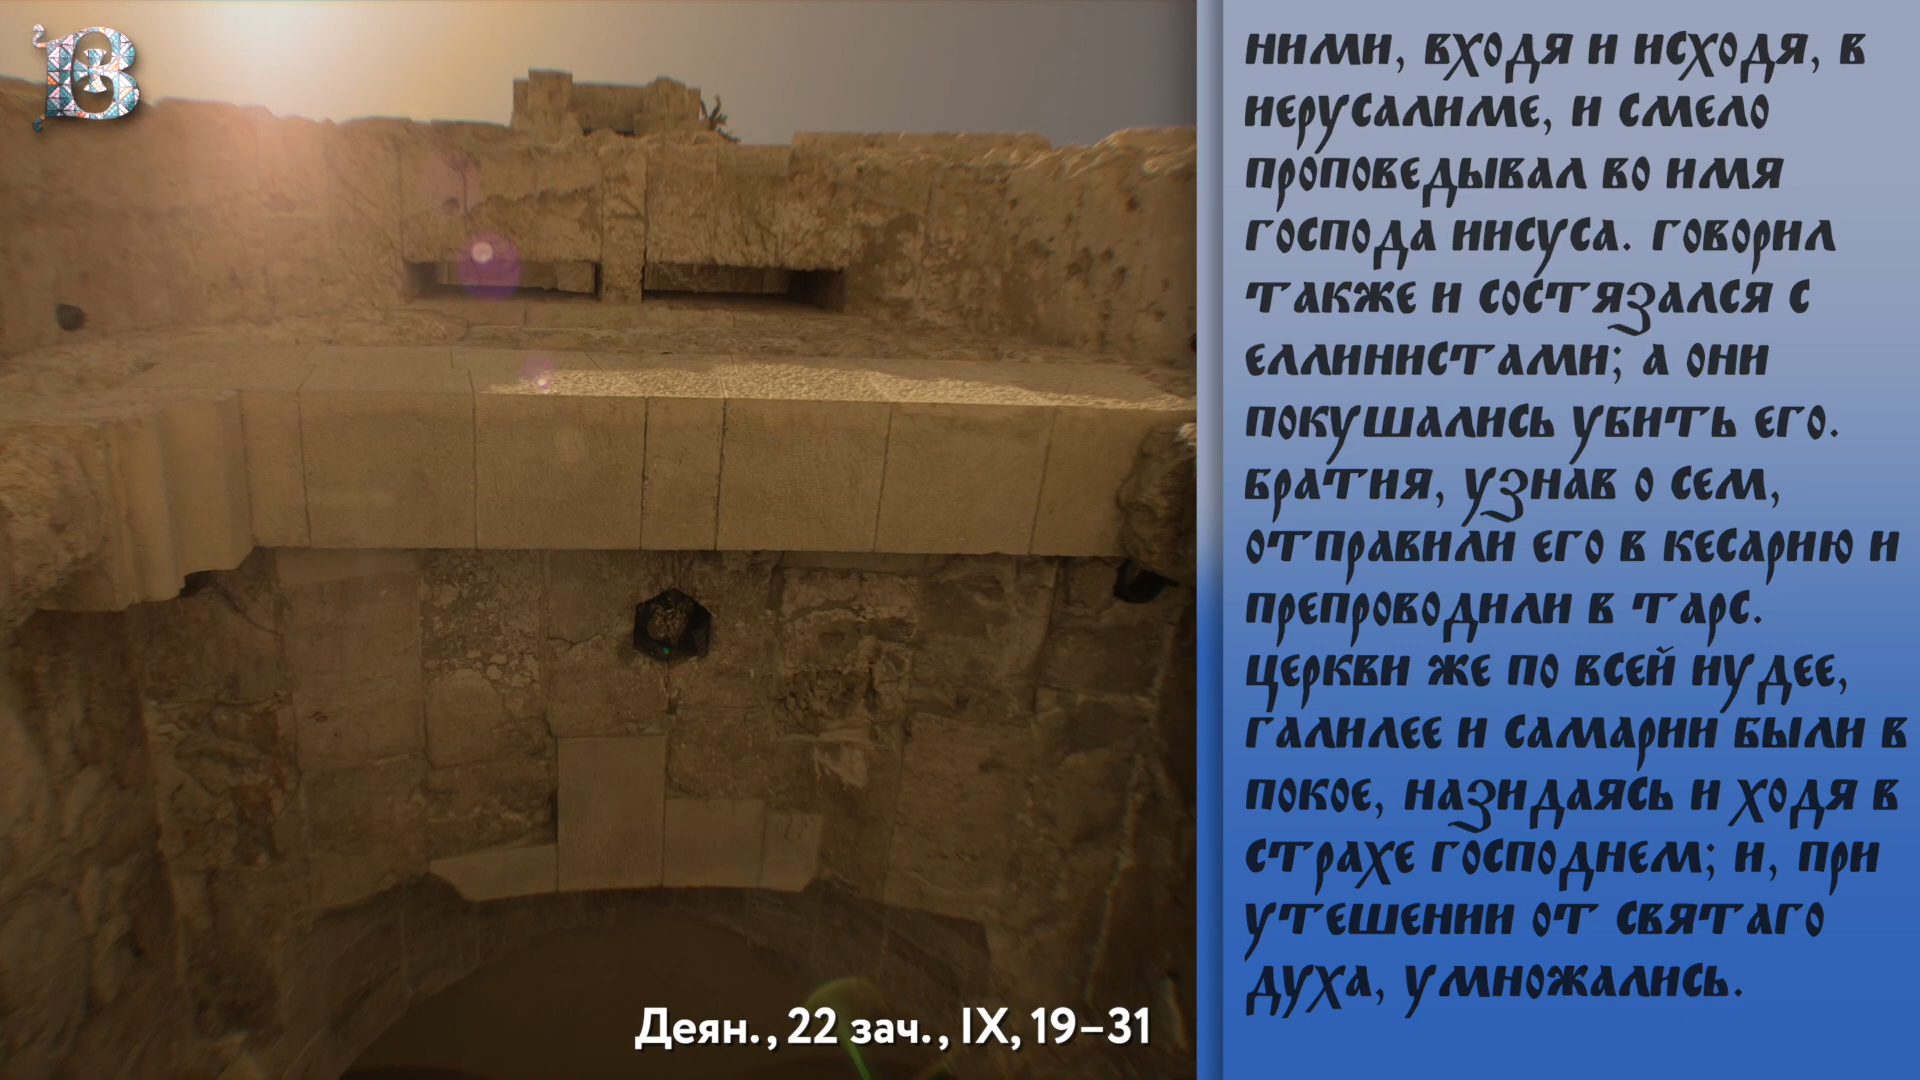 ними, входя и исходя, в
иерусалиме, и смело
проповедывал во имя
господа иисуса. говорил
также и состязался с
еллинистами; а они
покушались убить его.
братия, узнав о сем,
отправили его в кесарию и
препроводили в тарс.
церкви же по всей иудее,
галилее и самарии были в
покое, назидаясь и ходя в
страхе господнем; и, при
утешении от святаго
духа, умножались.
Деян., 22 зач., IX, 19–31